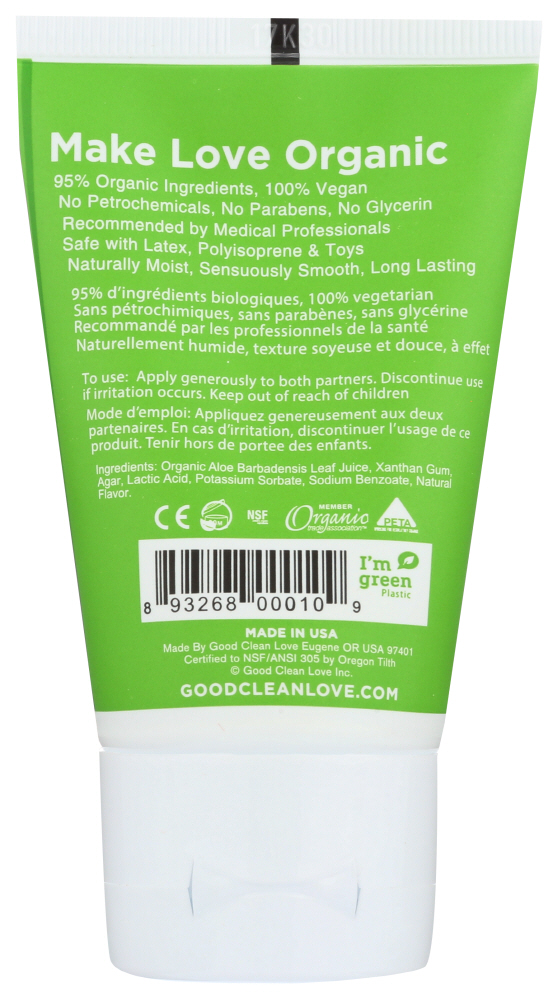 Make Love Organic
95% Organic Ingredients, 100% Vegan
No Petrochemicals, No Parabens, No Glycerin
Recommended by Medical Professionals
Safe with Latex, Polyisoprene & Toys
Naturally Moist, Sensuously Smooth, Long Lasting
95% d'ingrédients biologiques, 100% vegetarian
Sans pétrochimiques, sans parabènes, sans glycérine
Recommandé par les professionnels de la santé
Naturellement humide, texture soyeuse et douce, à effet
To use: Apply generously to both partners. Discontinue use
if irritation occurs. Keep out of reach of children
Mode d'emploi: Appliquez genereusement aux deux
partenaires. En cas d'irritation, discontinuer l'usage de ce
produit. Tenir hors de portee des enfants.
Ingredients: Organic Aloe Barbadensis Leaf Juice, Xanthan Gum,
Agar, Lactic Acid, Potassium Sorbate, Sodium Benzoate, Natural
Flavor.
CE
NSF
MEMBER
Organic
trade association
PETA
I'm
green
Plastic
8 93268 00010 9
MADE IN USA
Made By Good Clean Love Eugene OR USA 97401
Certified to NSF/ANSI 305 by Oregon Tilth
© Good Clean Love Inc.
GOODCLEANLOVE.COM